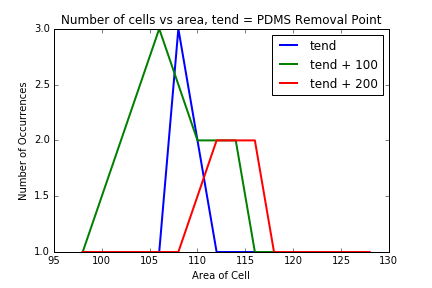 Number of cells vs area, tend = PDMS Removal Point
3.0
2.5
2.0
1.5
1.0
Number of Occurrences
tend
tend + 100
tend + 200
95 100 105 110 115 120 125 130
Area of Cell